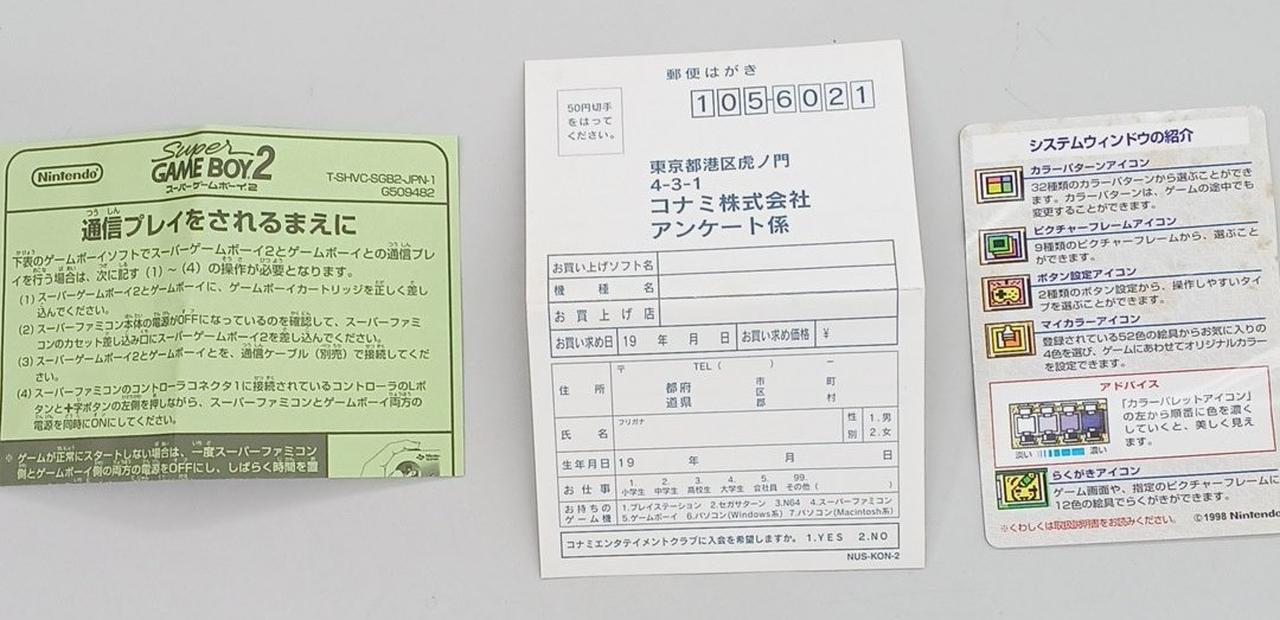 Nintendo
Super
GAME BOY 2
スーパーゲームボーイ2
T-SHVC-SGB2-JPN-1
G509482
通信プレイをされるまえに
下表のゲームボーイソフトでスーパーゲームボーイ2とゲームボーイとの通信プレ
イを行う場合は、次に記す(1)～(4)の操作が必要となります。
(1)スーパーゲームボーイ2とゲームボーイに、ゲームボーイカートリッジを正しく差し
込んでください。
(2)スーパーファミコン本体の電源がOFFになっているのを確認して、スーパーファミ
コンのカセット差し込み口にスーパーゲームボーイ2を差し込んでください。
(3)スーパーゲームボーイ2とゲームボーイとを、通信ケーブル(別売)で接続してくだ
さい。
(4)スーパーファミコンのコントローラコネクタ1に接続されているコントローラのLボ
タンと十字ボタンの左側を押しながら、スーパーファミコンとゲームボーイ両方の
電源を同時にONにしてください。
※ゲームが正常にスタートしない場合は、一度スーパーファミコン
側とゲームボーイ側の両方の電源をOFFにし、しばらく時間を置
郵便はがき
50円切手
をはって
ください。
105-6021
東京都港区虎ノ門
4-3-1
コナミ株式会社
アンケート係
お買い上げソフト名
機種名
お買上げ店
お買い求め日 19 年 月 日 お買い求め価格 ¥
〒 TEL ( ) ー
住所 都府 市 町
道県 区 村
郡
フリガナ
氏名 性別 1.男 2.女
生年月日 19 年 月 日
お仕事 1.小学生 2.中学生 3.高校生 4.大学生 5.会社員 99.その他( )
お持ちの 1.プレイステーション 2.セガサターン 3.N64 4.スーパーファミコン
ゲーム機 5.ゲームボーイ 6.パソコン(Windows系) 7.パソコン(Macintosh系)
コナミエンタテイメントクラブに入会を希望しますか。 1.YES 2.NO
NUS-KON-2
システムウィンドウの紹介
カラーパターンアイコン
32種類のカラーパターンから選ぶことができ
ます。カラーパターンは、ゲームの途中でも
変更することができます。
ピクチャーフレームアイコン
9種類のピクチャーフレームから、選ぶこと
ができます。
ボタン設定アイコン
2種類のボタン設定から、操作しやすいタイ
プを選ぶことができます。
マイカラーアイコン
登録されている52色の絵具からお気に入りの
4色を選び、ゲームにあわせてオリジナルカラー
を設定できます。
アドバイス
「カラーパレットアイコン」
の左から順番に色を濃く
していくと、美しく見え
ます。
淡い 濃い
らくがきアイコン
ゲーム画面や、指定のピクチャーフレームに
12色の絵具でらくがきができます。
※くわしくは取扱説明書をお読みください。
©1998 Nintendo